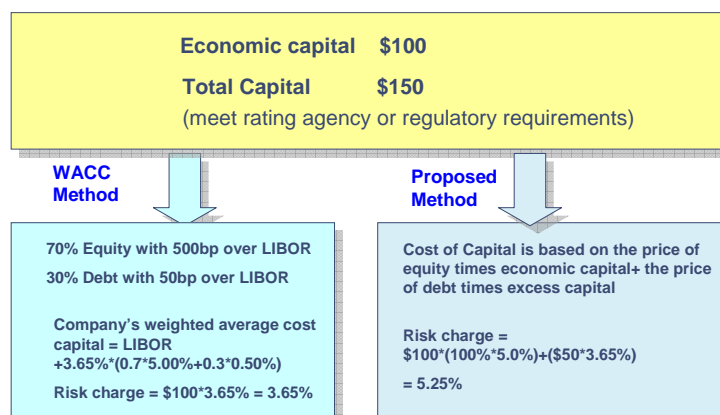 Economic capital $100
Total Capital $150
(meet rating agency or regulatory requirements)
WACC
Method
Proposed
Method
70% Equity with 500bp over LIBOR
30% Debt with 50bp over LIBOR
Company's weighted average cost
capital = LIBOR
+3.65%*(0.7*5.00%+0.3*0.50%)
Risk charge = $100*3.65% = 3.65%
Cost of Capital is based on the price of
equity times economic capital+ the price
of debt times excess capital
Risk charge =
$100*(100%*5.0%)+($50*3.65%)
= 5.25%